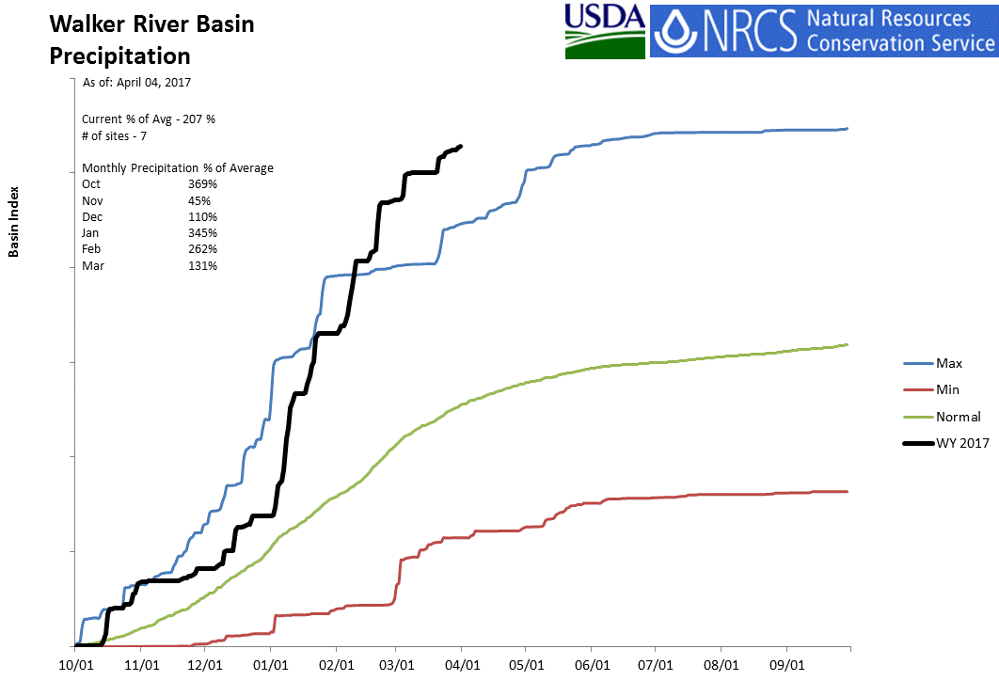 Walker River Basin
Precipitation
USDA
NRCS
Natural Resources
Conservation Service
As of: April 04, 2017
Current % of Avg - 207 %
# of sites - 7
Monthly Precipitation % of Average
Oct 369%
Nov 45%
Dec 110%
Jan 345%
Feb 262%
Mar 131%
Basin Index
Max
Min
Normal
WY 2017
10/01 11/01 12/01 01/01 02/01 03/01 04/01 05/01 06/01 07/01 08/01 09/01